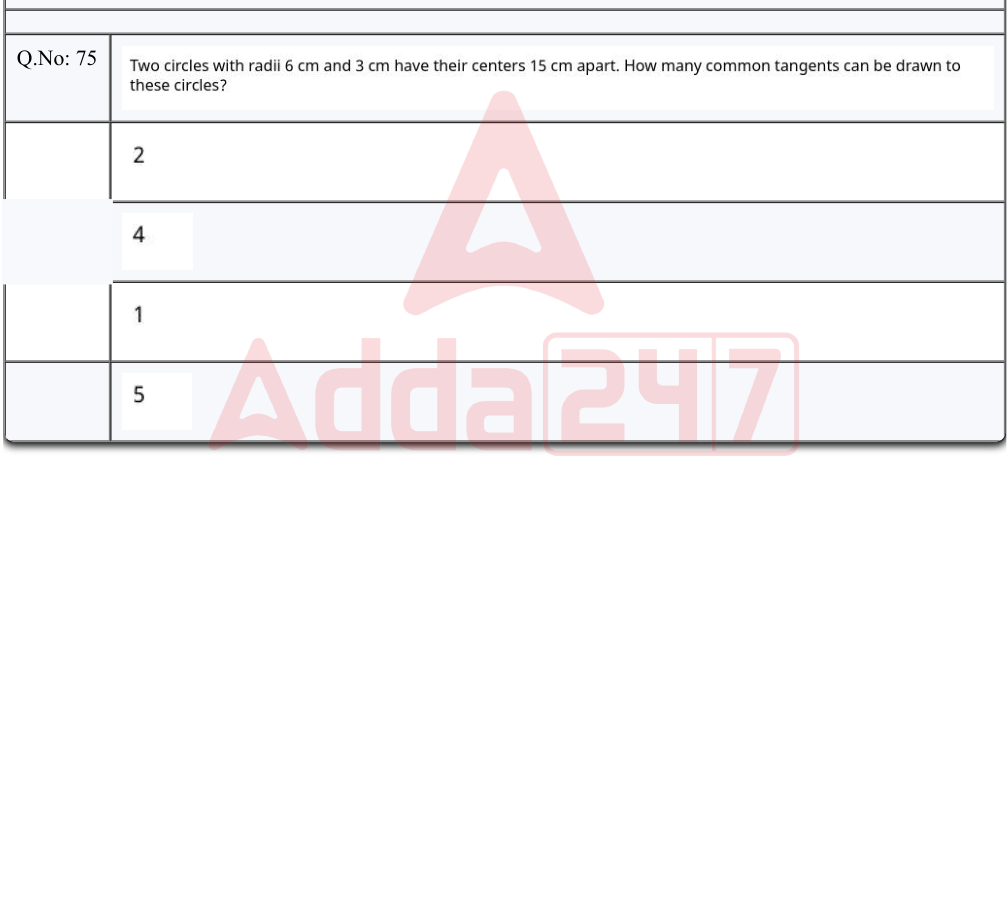 Q.No: 75
Two circles with radii 6 cm and 3 cm have their centers 15 cm apart. How many common tangents can be drawn to
these circles?
2
4
1
5
Adda247